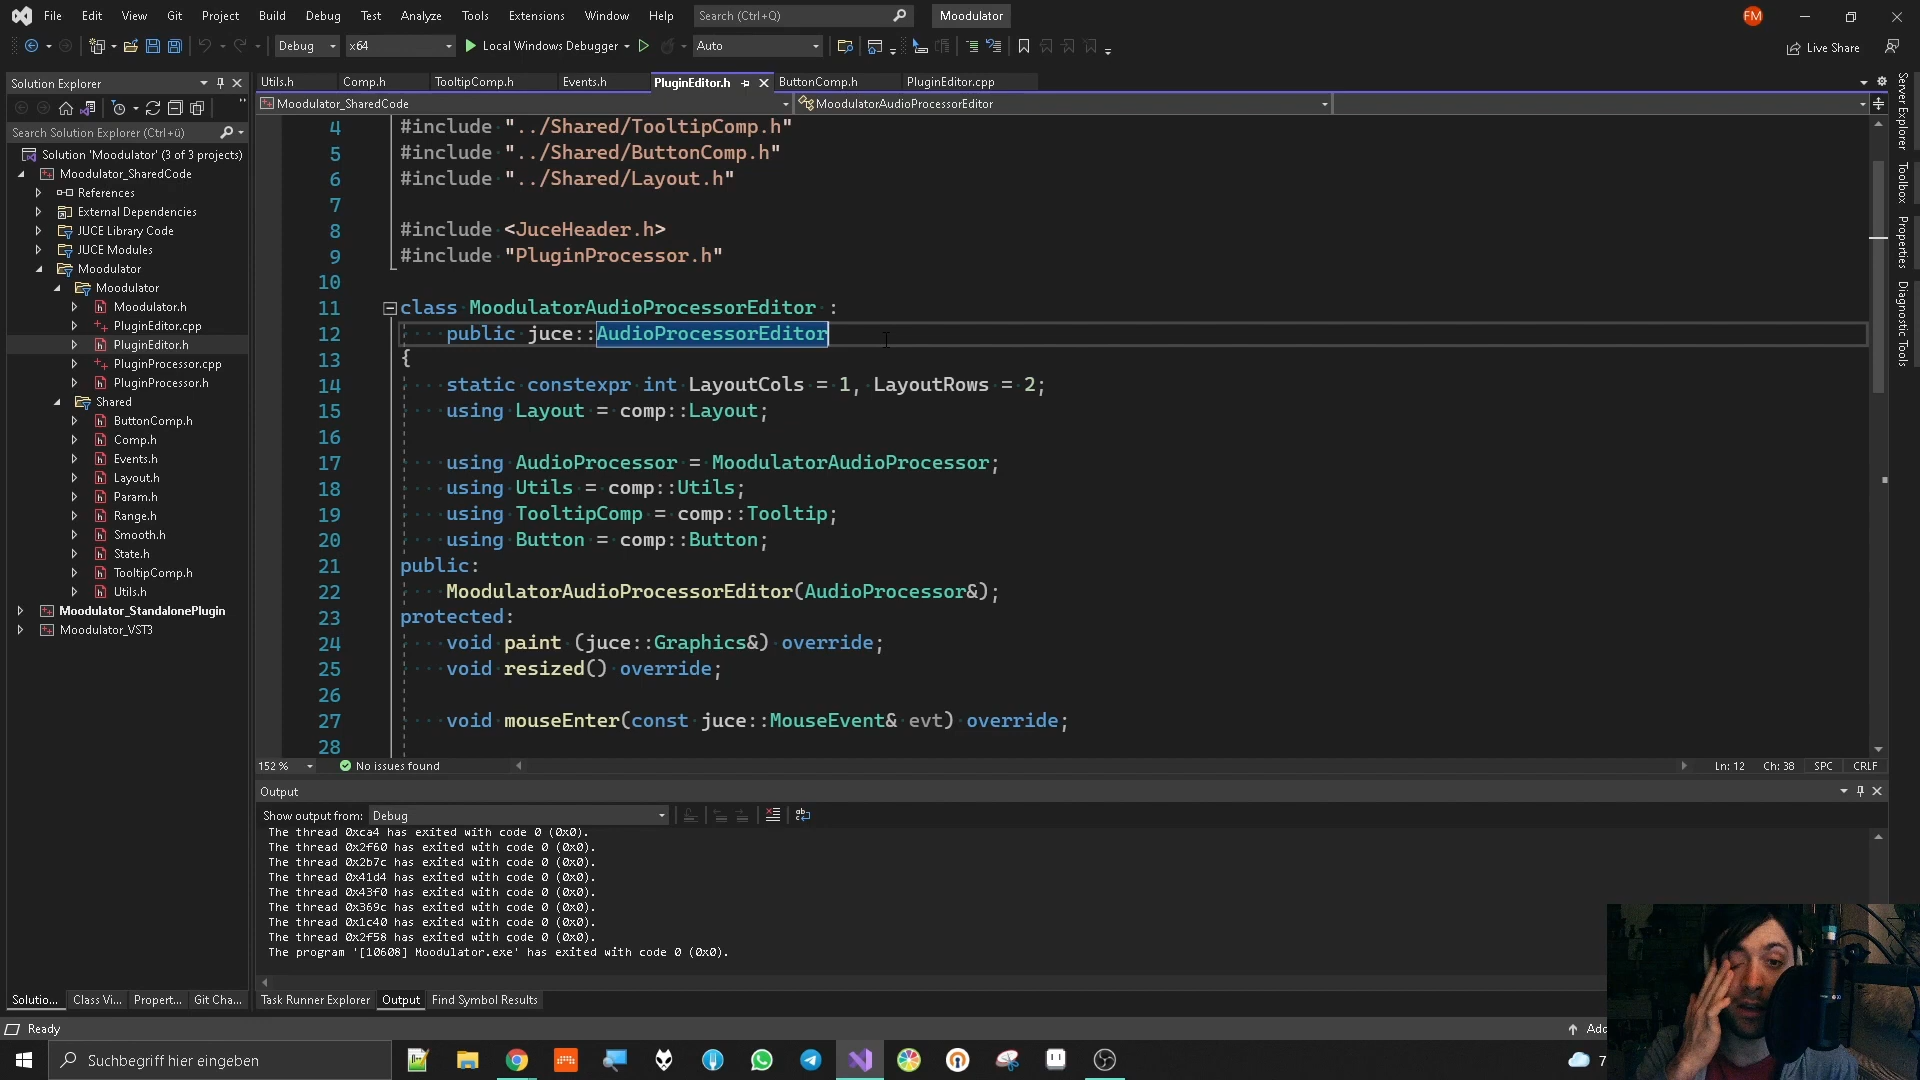 File Edit View Git Project Build Debug Test Analyze Tools Extensions Window Help Search (Ctrl+Q) Moodulator FM
Debug x64 Local Windows Debugger Auto Live Share
Solution Explorer
Search Solution Explorer (Ctrl+ü)
Solution 'Moodulator' (3 of 3 projects)
Moodulator_SharedCode
References
External Dependencies
JUCE Library Code
JUCE Modules
Moodulator
Moodulator
Moodulator.h
PluginEditor.cpp
PluginEditor.h
PluginProcessor.cpp
PluginProcessor.h
Shared
ButtonComp.h
Comp.h
Events.h
Layout.h
Param.h
Range.h
Smooth.h
State.h
TooltipComp.h
Utils.h
Moodulator_StandalonePlugin
Moodulator_VST3
Soluti­o... Class Vi... Propert... Git Cha...
Utils.h Comp.h TooltipComp.h Events.h PluginEditor.h ButtonComp.h PluginEditor.cpp
Moodulator_SharedCode MoodulatorAudioProcessorEditor
4 #include "../Shared/TooltipComp.h"
5 #include "../Shared/ButtonComp.h"
6 #include "../Shared/Layout.h"
7
8 #include <JuceHeader.h>
9 #include "PluginProcessor.h"
10
11 class MoodulatorAudioProcessorEditor :
12 public juce::AudioProcessorEditor
13 {
14 static constexpr int LayoutCols = 1, LayoutRows = 2;
15 using Layout = comp::Layout;
16
17 using AudioProcessor = MoodulatorAudioProcessor;
18 using Utils = comp::Utils;
19 using TooltipComp = comp::Tooltip;
20 using Button = comp::Button;
21 public:
22 MoodulatorAudioProcessorEditor(AudioProcessor&);
23 protected:
24 void paint (juce::Graphics&) override;
25 void resized() override;
26
27 void mouseEnter(const juce::MouseEvent& evt) override;
28
152 % No issues found Ln: 12 Ch: 38 SPC CRLF
Output
Show output from: Debug
The thread 0xca4 has exited with code 0 (0x0).
The thread 0x2f60 has exited with code 0 (0x0).
The thread 0x2b7c has exited with code 0 (0x0).
The thread 0x41d4 has exited with code 0 (0x0).
The thread 0x43f0 has exited with code 0 (0x0).
The thread 0x369c has exited with code 0 (0x0).
The thread 0x1c40 has exited with code 0 (0x0).
The thread 0x2f58 has exited with code 0 (0x0).
The program '[10608] Moodulator.exe' has exited with code 0 (0x0).
Task Runner Explorer Output Find Symbol Results
Server Explorer
Toolbox
Properties
Diagnostic Tools
Ready Add
Suchbegriff hier eingeben 7